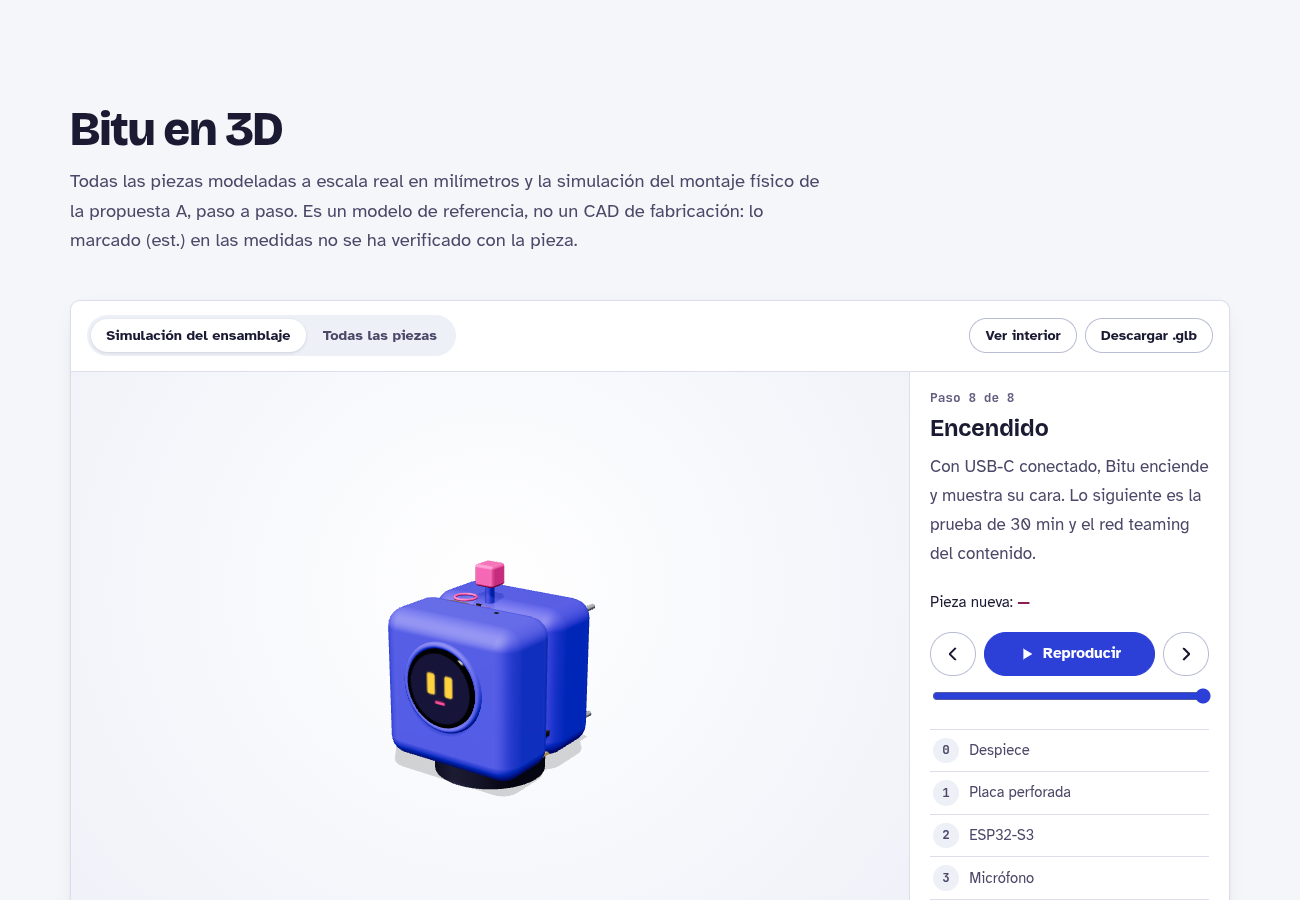 Bitu en 3D
Todas las piezas modeladas a escala real en milímetros y la simulación del montaje físico de
la propuesta A, paso a paso. Es un modelo de referencia, no un CAD de fabricación: lo
marcado (est.) en las medidas no se ha verificado con la pieza.
Simulación del ensamblaje
Todas las piezas
Ver interior
Descargar .glb
Paso 8 de 8
Encendido
Con USB-C conectado, Bitu enciende
y muestra su cara. Lo siguiente es la
prueba de 30 min y el red teaming
del contenido.
Pieza nueva: —
Reproducir
0 Despiece
1 Placa perforada
2 ESP32-S3
3 Micrófono